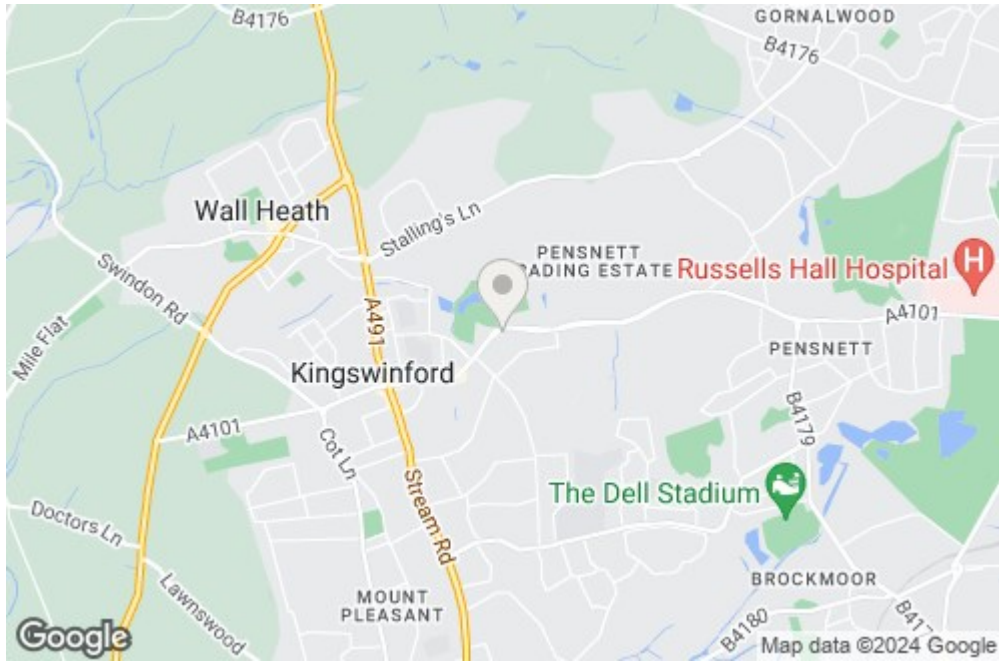 GORNALWOOD
B4176
B4176
Wall Heath
Stalling's Ln
PENSNETT
RADING ESTATE
Russells Hall Hospital
H
Swindon Rd
A491
A4101
Mile Flat
Kingswinford
PENSNETT
A4101
Cot Ln
B4179
Stream Rd
The Dell Stadium
Doctors Ln
Lawnswood
MOUNT
PLEASANT
BROCKMOOR
B4180
Google
Map data ©2024 Google